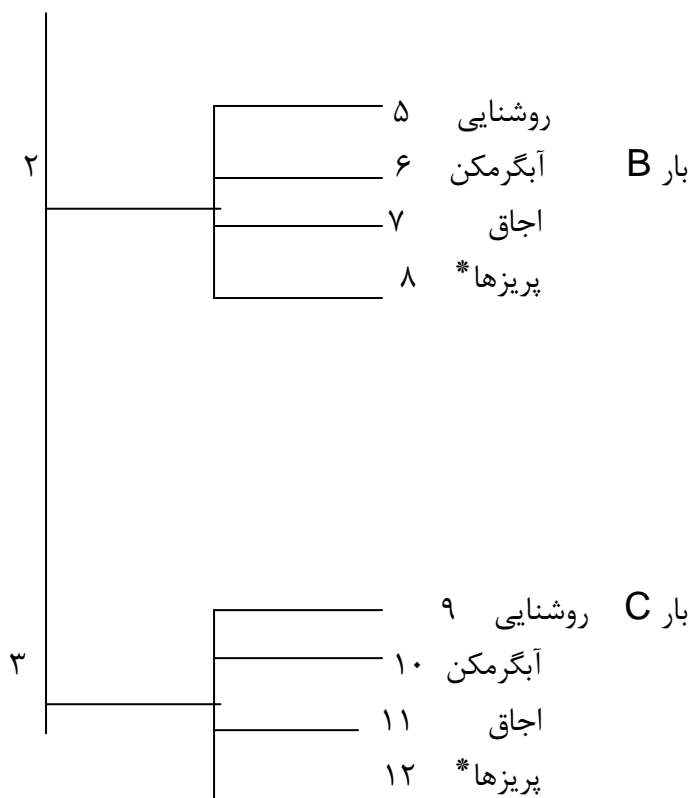 روشنایی ۵
۲
بار B آبگرمکن ۶
اجاق ۷
پریزها* ۸
بار C روشنایی ۹
۳
آبگرمکن ۱۰
اجاق ۱۱
پریزها* ۱۲